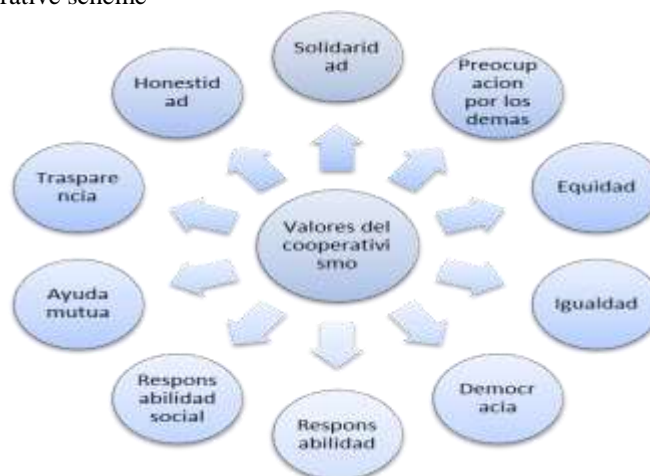 rative scheme
Solidarid
ad
Preocup
acion
por los
demas
Equidad
Igualdad
Democr
acia
Respons
abilidad
Respons
abilidad
social
Ayuda
mutua
Traspare
ncia
Honestid
ad
Valores del
cooperativi
smo